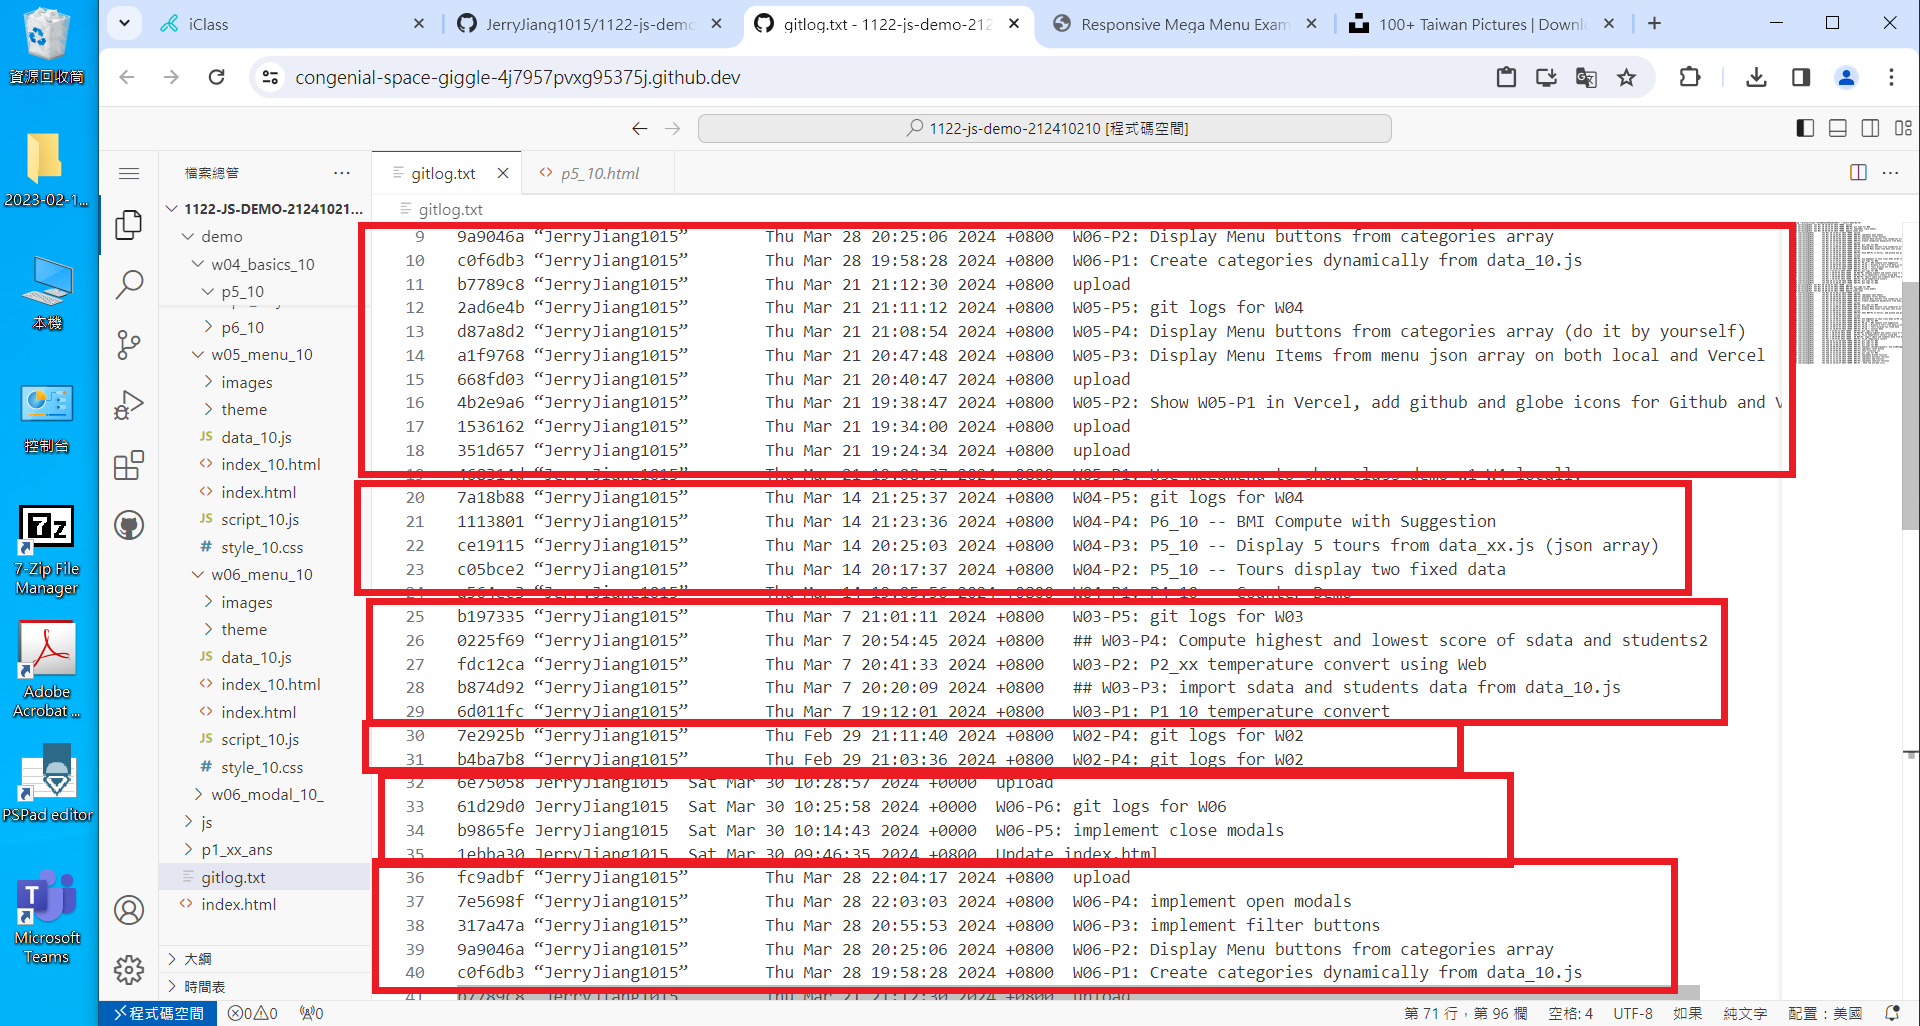 資源回收筒
2023-02-1...
本機
控制台
7-Zip File
Manager
Adobe
Acrobat ...
PSPad editor
Microsoft
Teams
iClass
JerryJiang1015/1122-js-demo
gitlog.txt - 1122-js-demo-212
Responsive Mega Menu Exam
100+ Taiwan Pictures | Downlo
congenial-space-giggle-4j7957pvxg95375j.github.dev
1122-js-demo-212410210 [程式碼空間]
檔案總管
1122-JS-DEMO-21241021...
demo
w04_basics_10
p5_10
p6_10
w05_menu_10
images
theme
JS data_10.js
<> index_10.html
<> index.html
JS script_10.js
# style_10.css
w06_menu_10
images
theme
JS data_10.js
<> index_10.html
<> index.html
JS script_10.js
# style_10.css
w06_modal_10_
js
p1_xx_ans
gitlog.txt
<> index.html
大綱
時間表
gitlog.txt
<> p5_10.html
gitlog.txt
9 9a9046a “JerryJiang1015” Thu Mar 28 20:25:06 2024 +0800 W06-P2: Display Menu buttons from categories array
10 c0f6db3 “JerryJiang1015” Thu Mar 28 19:58:28 2024 +0800 W06-P1: Create categories dynamically from data_10.js
11 b7789c8 “JerryJiang1015” Thu Mar 21 21:12:30 2024 +0800 upload
12 2ad6e4b “JerryJiang1015” Thu Mar 21 21:11:12 2024 +0800 W05-P5: git logs for W04
13 d87a8d2 “JerryJiang1015” Thu Mar 21 21:08:54 2024 +0800 W05-P4: Display Menu buttons from categories array (do it by yourself)
14 a1f9768 “JerryJiang1015” Thu Mar 21 20:47:48 2024 +0800 W05-P3: Display Menu Items from menu json array on both local and Vercel
15 668fd03 “JerryJiang1015” Thu Mar 21 20:40:47 2024 +0800 upload
16 4b2e9a6 “JerryJiang1015” Thu Mar 21 19:38:47 2024 +0800 W05-P2: Show W05-P1 in Vercel, add github and globe icons for Github and V
17 1536162 “JerryJiang1015” Thu Mar 21 19:34:00 2024 +0800 upload
18 351d657 “JerryJiang1015” Thu Mar 21 19:24:34 2024 +0800 upload
20 7a18b88 “JerryJiang1015” Thu Mar 14 21:25:37 2024 +0800 W04-P5: git logs for W04
21 1113801 “JerryJiang1015” Thu Mar 14 21:23:36 2024 +0800 W04-P4: P6_10 -- BMI Compute with Suggestion
22 ce19115 “JerryJiang1015” Thu Mar 14 20:25:03 2024 +0800 W04-P3: P5_10 -- Display 5 tours from data_xx.js (json array)
23 c05bce2 “JerryJiang1015” Thu Mar 14 20:17:37 2024 +0800 W04-P2: P5_10 -- Tours display two fixed data
25 b197335 “JerryJiang1015” Thu Mar 7 21:01:11 2024 +0800 W03-P5: git logs for W03
26 0225f69 “JerryJiang1015” Thu Mar 7 20:54:45 2024 +0800 ## W03-P4: Compute highest and lowest score of sdata and students2
27 fdc12ca “JerryJiang1015” Thu Mar 7 20:41:33 2024 +0800 W03-P2: P2_xx temperature convert using Web
28 b874d92 “JerryJiang1015” Thu Mar 7 20:20:09 2024 +0800 ## W03-P3: import sdata and students data from data_10.js
29 6d011fc “JerryJiang1015” Thu Mar 7 19:12:01 2024 +0800 W03-P1: P1_10 temperature convert
30 7e2925b “JerryJiang1015” Thu Feb 29 21:11:40 2024 +0800 W02-P4: git logs for W02
31 b4ba7b8 “JerryJiang1015” Thu Feb 29 21:03:36 2024 +0800 W02-P4: git logs for W02
32 6e75058 JerryJiang1015 Sat Mar 30 10:28:57 2024 +0000 upload
33 61d29d0 JerryJiang1015 Sat Mar 30 10:25:58 2024 +0000 W06-P6: git logs for W06
34 b9865fe JerryJiang1015 Sat Mar 30 10:14:43 2024 +0000 W06-P5: implement close modals
35 1ebba30 JerryJiang1015 Sat Mar 30 09:46:35 2024 +0800 Update index.html
36 fc9adbf “JerryJiang1015” Thu Mar 28 22:04:17 2024 +0800 upload
37 7e5698f “JerryJiang1015” Thu Mar 28 22:03:03 2024 +0800 W06-P4: implement open modals
38 317a47a “JerryJiang1015” Thu Mar 28 20:55:53 2024 +0800 W06-P3: implement filter buttons
39 9a9046a “JerryJiang1015” Thu Mar 28 20:25:06 2024 +0800 W06-P2: Display Menu buttons from categories array
40 c0f6db3 “JerryJiang1015” Thu Mar 28 19:58:28 2024 +0800 W06-P1: Create categories dynamically from data_10.js
41 b7789c8 “JerryJiang1015” Thu Mar 21 21:12:30 2024 +0800 upload
程式碼空間 0 0 0 第 71 行，第 96 欄 空格: 4 UTF-8 如果 純文字 配置：美國